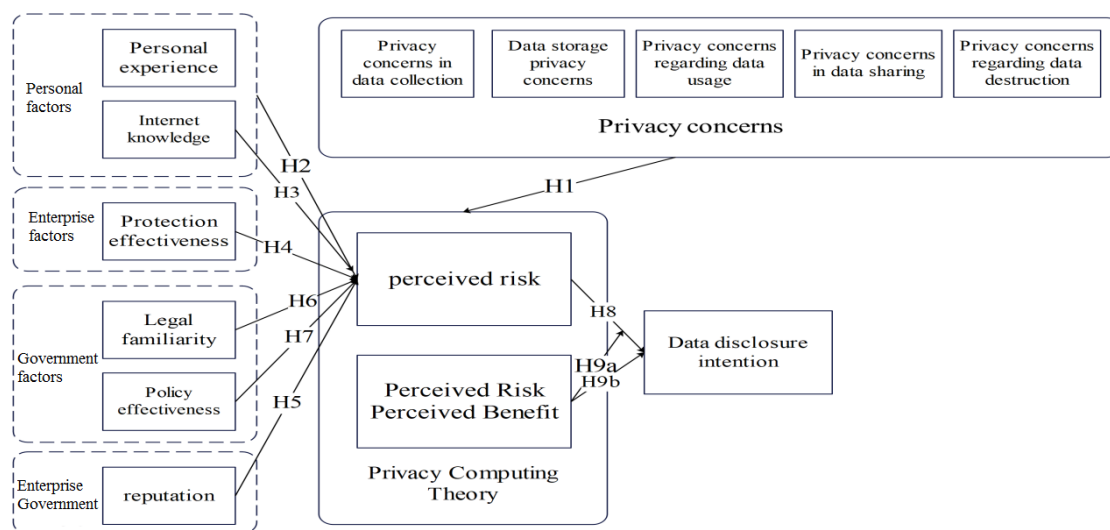 Personal
factors
Personal
experience
Internet
knowledge
Enterprise
factors
Protection
effectiveness
Government
factors
Legal
familiarity
Policy
effectiveness
Enterprise
Government
reputation
H2
H3
H4
H6
H7
H5
Privacy
concerns in
data collection
Data storage
privacy
concerns
Privacy concerns
regarding data
usage
Privacy concerns
in data sharing
Privacy concerns
regarding data
destruction
Privacy concerns
H1
perceived risk
Perceived Risk
Perceived Benefit
Privacy Computing
Theory
H8
H9a
H9b
Data disclosure
intention